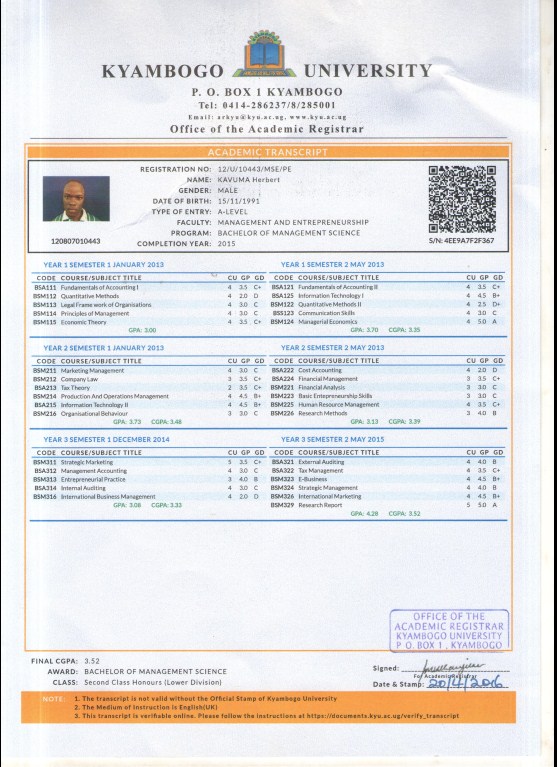 KYAMBOGO UNIVERSITY
P. O. BOX 1 KYAMBOGO
Tel: 0414-286237/8/285001
Email: arkyu@kyu.ac.ug, www.kyu.ac.ug
Office of the Academic Registrar
ACADEMIC TRANSCRIPT
REGISTRATION NO: 12/U/10443/MSE/PE
NAME: KAVUMA Herbert
GENDER: MALE
DATE OF BIRTH: 15/11/1991
TYPE OF ENTRY: A-LEVEL
FACULTY: MANAGEMENT AND ENTREPRENEURSHIP
PROGRAM: BACHELOR OF MANAGEMENT SCIENCE
COMPLETION YEAR: 2015
120807010443
S/N: 4EE9A7F2F367
YEAR 1 SEMESTER 1 JANUARY 2013
CODE COURSE/SUBJECT TITLE CU GP GD
BSA111 Fundamentals of Accounting I 4 3.5 C+
BSM112 Quantitative Methods 4 2.0 D
BSM113 Legal Frame work of Organisations 4 3.0 C
BSM114 Principles of Management 4 3.0 C
BSM115 Economic Theory 4 3.5 C+
GPA: 3.00
YEAR 1 SEMESTER 2 MAY 2013
CODE COURSE/SUBJECT TITLE CU GP GD
BSA121 Fundamentals of Accounting II 4 3.5 C+
BSA125 Information Technology I 4 4.5 B+
BSM122 Quantitative Methods II 4 2.5 D+
BSS123 Communication Skills 4 3.0 C
BSM124 Managerial Economics 4 5.0 A
GPA: 3.70 CGPA: 3.35
YEAR 2 SEMESTER 1 JANUARY 2013
CODE COURSE/SUBJECT TITLE CU GP GD
BSM211 Marketing Management 4 3.0 C
BSM212 Company Law 3 3.5 C+
BSA213 Tax Theory 2 3.5 C+
BSM214 Production And Operations Management 4 4.5 B+
BSA215 Information Technology II 4 4.5 B+
BSM216 Organisational Behaviour 3 3.0 C
GPA: 3.73 CGPA: 3.48
YEAR 2 SEMESTER 2 MAY 2013
CODE COURSE/SUBJECT TITLE CU GP GD
BSA222 Cost Accounting 4 2.0 D
BSA224 Financial Management 3 3.5 C+
BSM221 Financial Analysis 3 3.0 C
BSM223 Basic Entrepreneurship Skills 3 3.0 C
BSM225 Human Resource Management 4 3.5 C+
BSM226 Research Methods 3 4.0 B
GPA: 3.13 CGPA: 3.39
YEAR 3 SEMESTER 1 DECEMBER 2014
CODE COURSE/SUBJECT TITLE CU GP GD
BSM311 Strategic Marketing 5 3.5 C+
BSA312 Management Accounting 4 3.0 C
BSM313 Entrepreneurial Practice 3 4.0 B
BSA314 Internal Auditing 4 3.0 C
BSM316 International Business Management 4 2.0 D
GPA: 3.08 CGPA: 3.33
YEAR 3 SEMESTER 2 MAY 2015
CODE COURSE/SUBJECT TITLE CU GP GD
BSA321 External Auditing 4 4.0 B
BSA322 Tax Management 4 3.5 C+
BSM323 E-Business 4 4.5 B+
BSM324 Strategic Management 4 4.0 B
BSM326 International Marketing 4 4.5 B+
BSM329 Research Report 5 5.0 A
GPA: 4.28 CGPA: 3.52
OFFICE OF THE
ACADEMIC REGISTRAR
KYAMBOGO UNIVERSITY
P O. BOX 1, KYAMBOGO
FINAL CGPA: 3.52
AWARD: BACHELOR OF MANAGEMENT SCIENCE
CLASS: Second Class Honours (Lower Division)
Signed:
For Academic Registrar
Date & Stamp: 20/4/2016
NOTE: 1. The transcript is not valid without the Official Stamp of Kyambogo University
2. The Medium of Instruction is English(UK)
3. This transcript is verifiable online. Please follow the instructions at https://documents.kyu.ac.ug/verify_transcript